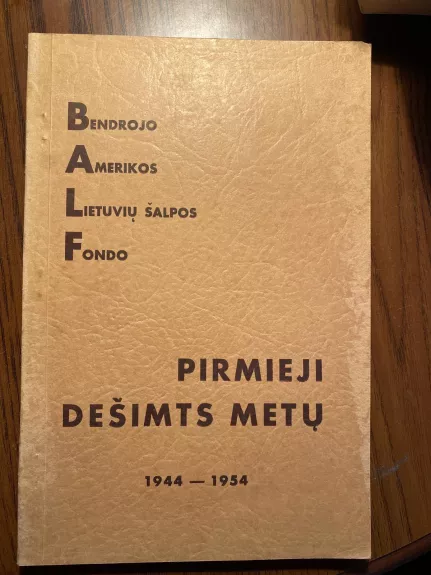 BENDROJO
AMERIKOS
LIETUVIŲ ŠALPOS
FONDO
PIRMIEJI
DEŠIMTS METŲ
1944 — 1954